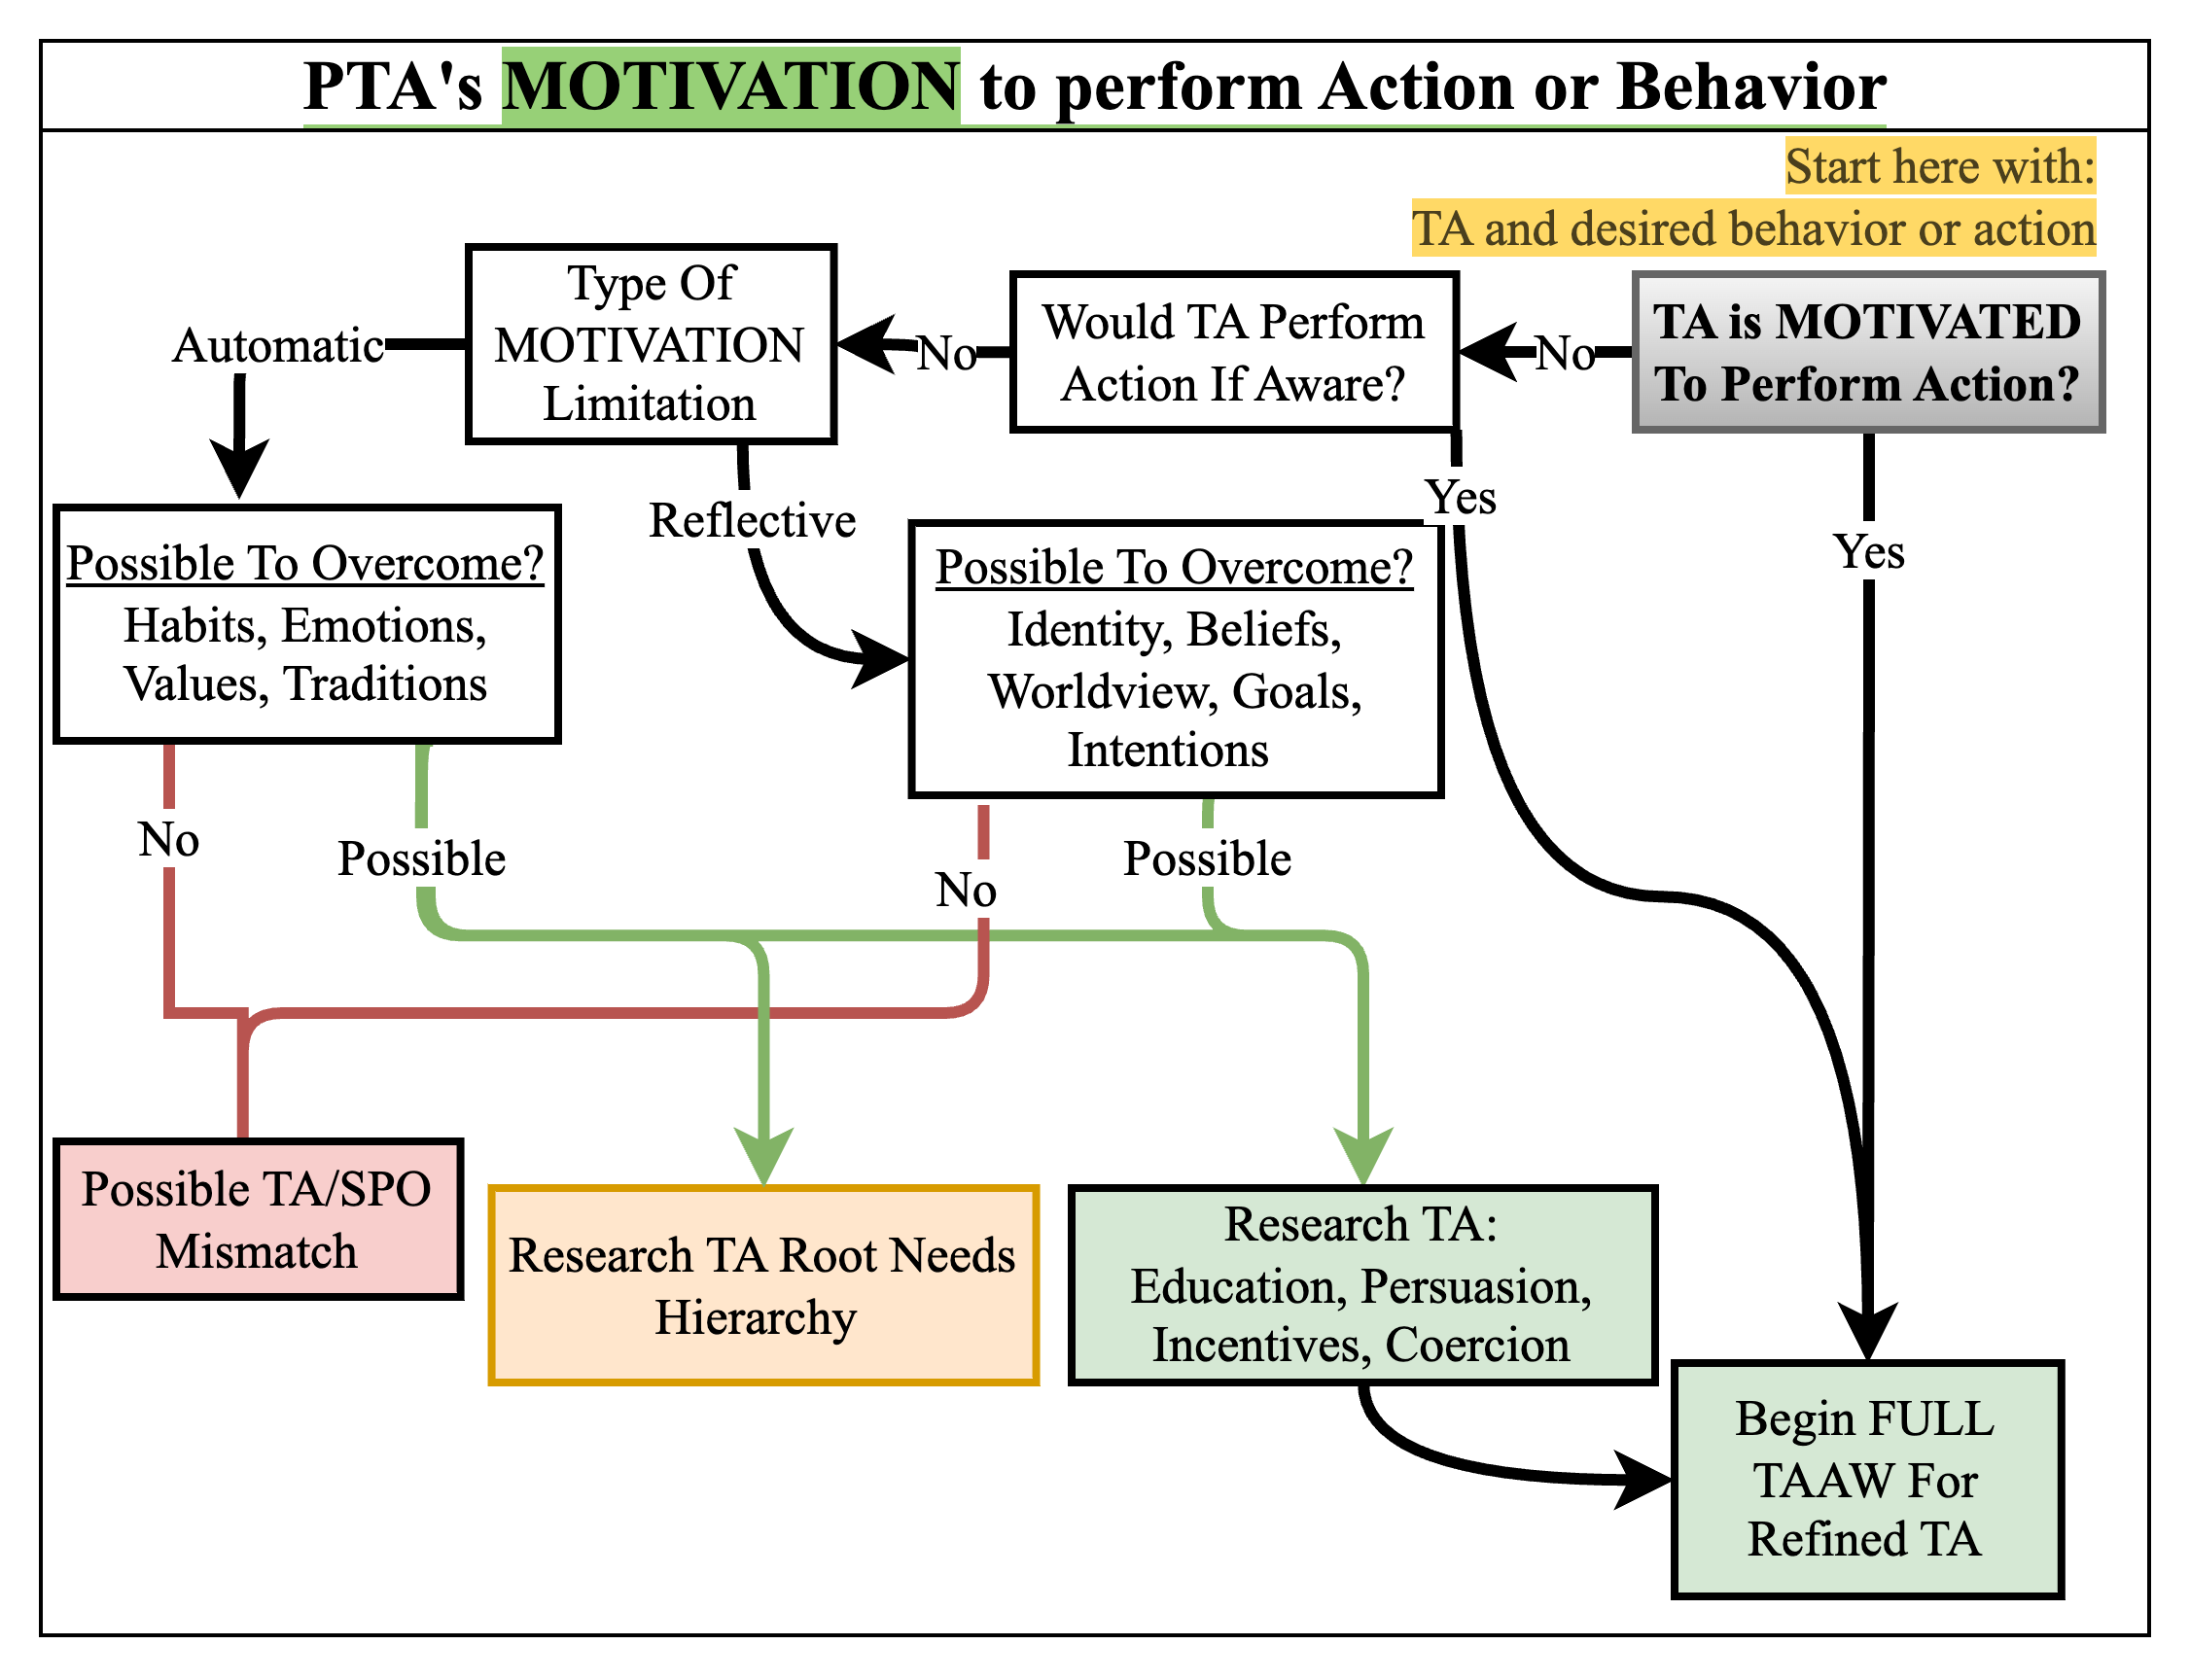 PTA's MOTIVATION to perform Action or Behavior
Start here with:
TA and desired behavior or action
TA is MOTIVATED
To Perform Action?
No
Yes
Would TA Perform
Action If Aware?
No
Yes
Type Of
MOTIVATION
Limitation
Automatic
Reflective
Possible To Overcome?
Habits, Emotions,
Values, Traditions
No
Possible
Possible To Overcome?
Identity, Beliefs,
Worldview, Goals,
Intentions
No
Possible
Possible TA/SPO
Mismatch
Research TA Root Needs
Hierarchy
Research TA:
Education, Persuasion,
Incentives, Coercion
Begin FULL
TAAW For
Refined TA